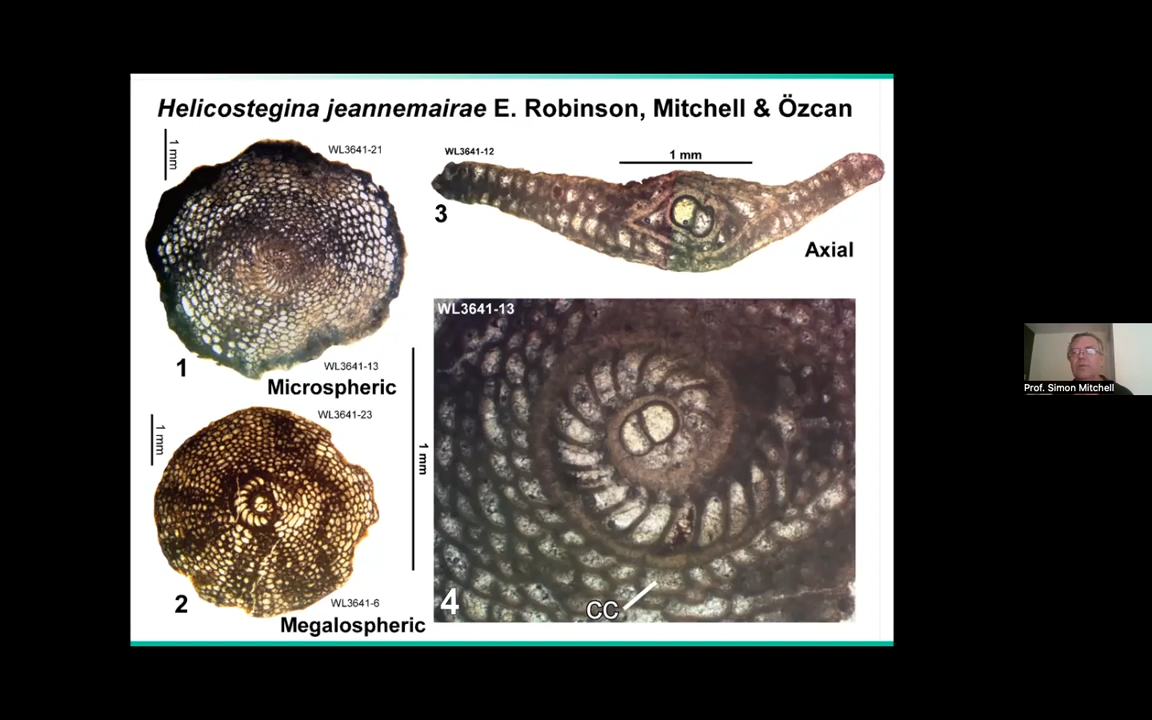 Helicostegina jeannemairae E. Robinson, Mitchell & Özcan
1 mm
WL3641-21
1
WL3641-13
Microspheric
1 mm
WL3641-23
2
WL3641-6
Megalospheric
1 mm
WL3641-12
1 mm
3
Axial
WL3641-13
4
CC
Prof. Simon Mitchell